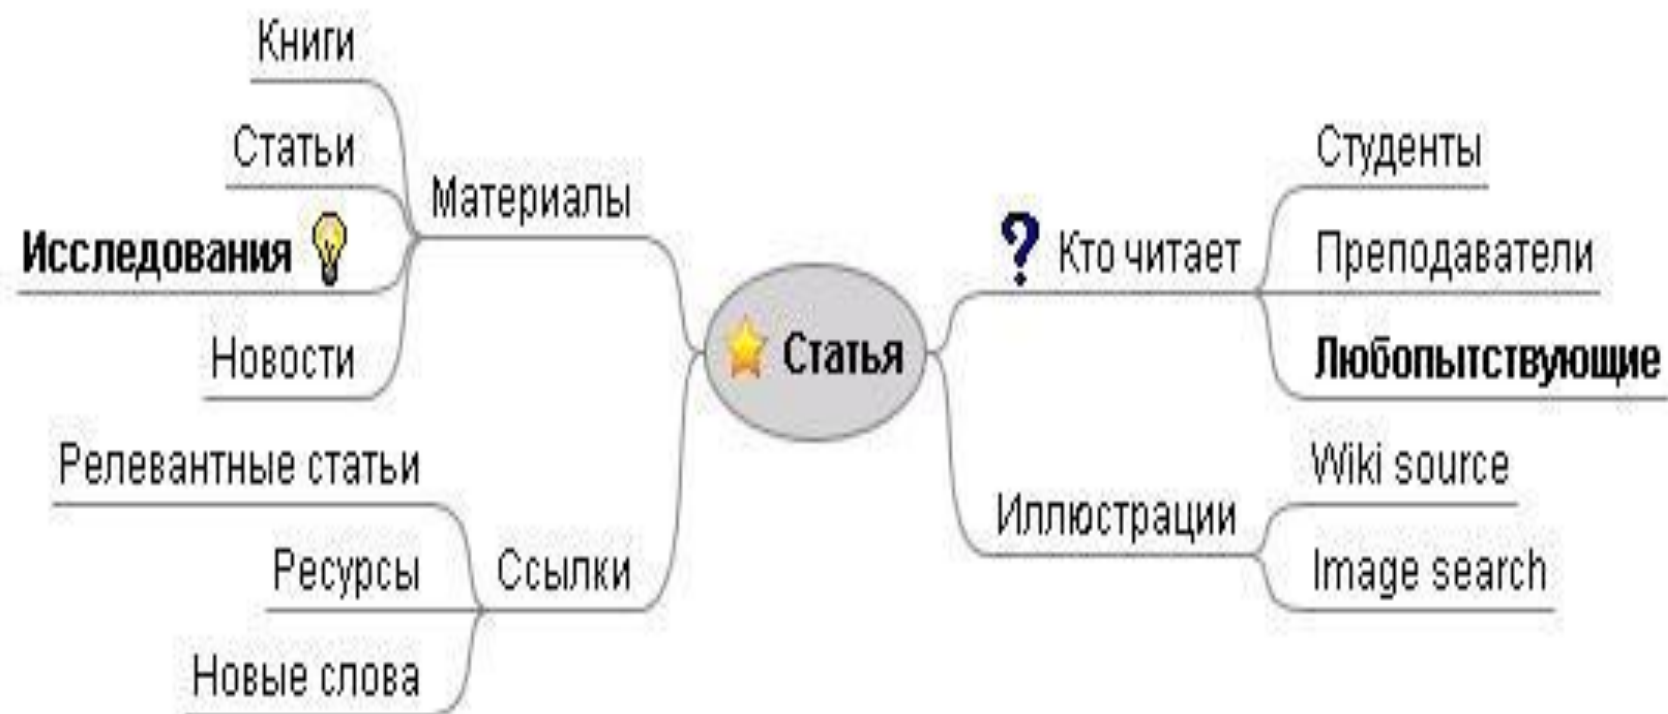 Книги
Статьи
Исследования
Новости
Материалы
Релевантные статьи
Ресурсы
Новые слова
Ссылки
Статья
? Кто читает
Студенты
Преподаватели
Любопытствующие
Иллюстрации
Wiki source
Image search